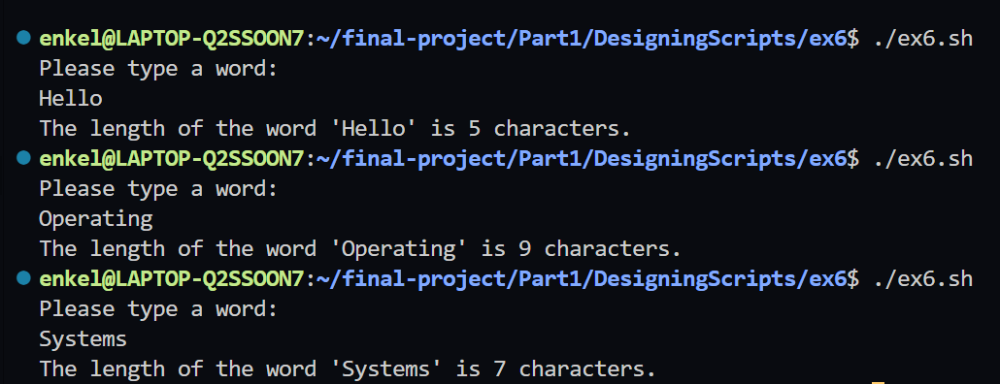 enkel@LAPTOP-Q2SSOON7:~/final-project/Part1/DesigningScripts/ex6$ ./ex6.sh
Please type a word:
Hello
The length of the word 'Hello' is 5 characters.
enkel@LAPTOP-Q2SSOON7:~/final-project/Part1/DesigningScripts/ex6$ ./ex6.sh
Please type a word:
Operating
The length of the word 'Operating' is 9 characters.
enkel@LAPTOP-Q2SSOON7:~/final-project/Part1/DesigningScripts/ex6$ ./ex6.sh
Please type a word:
Systems
The length of the word 'Systems' is 7 characters.